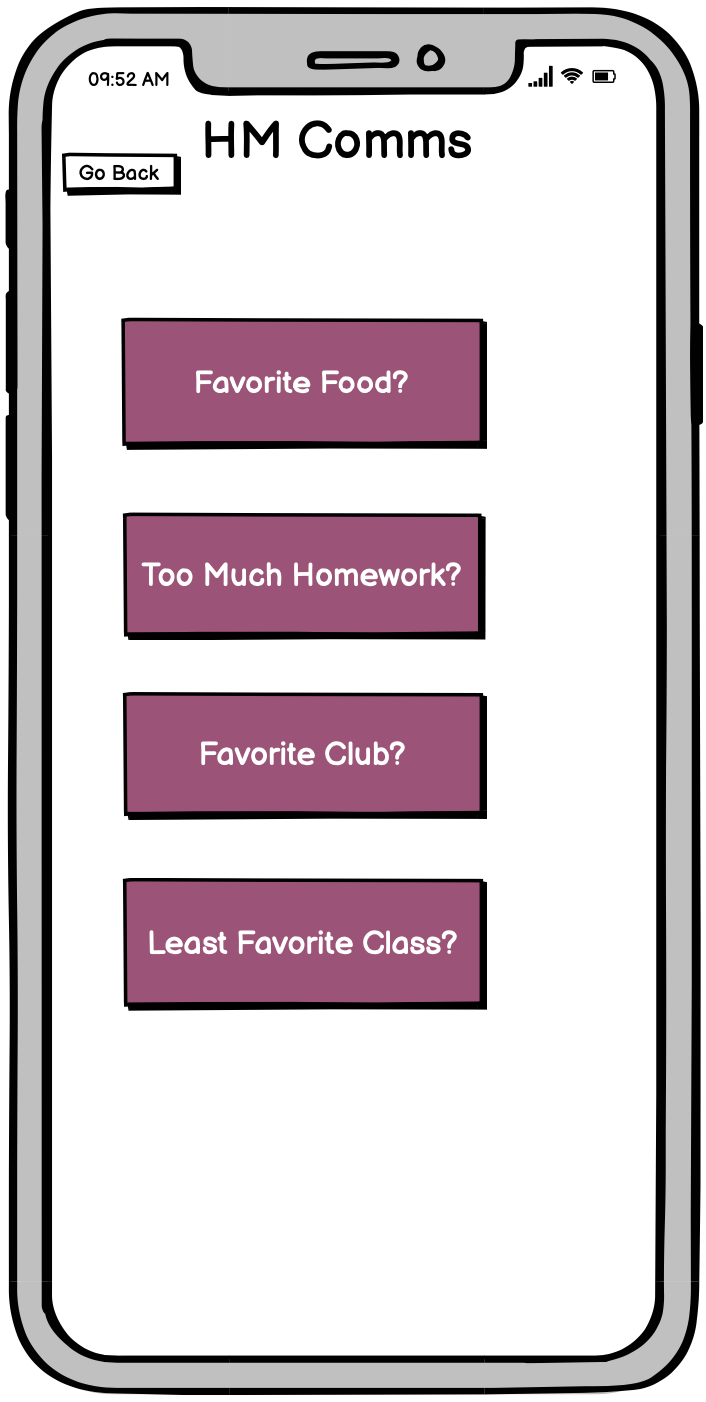 09:52 AM
HM Comms
Go Back
Favorite Food?
Too Much Homework?
Favorite Club?
Least Favorite Class?